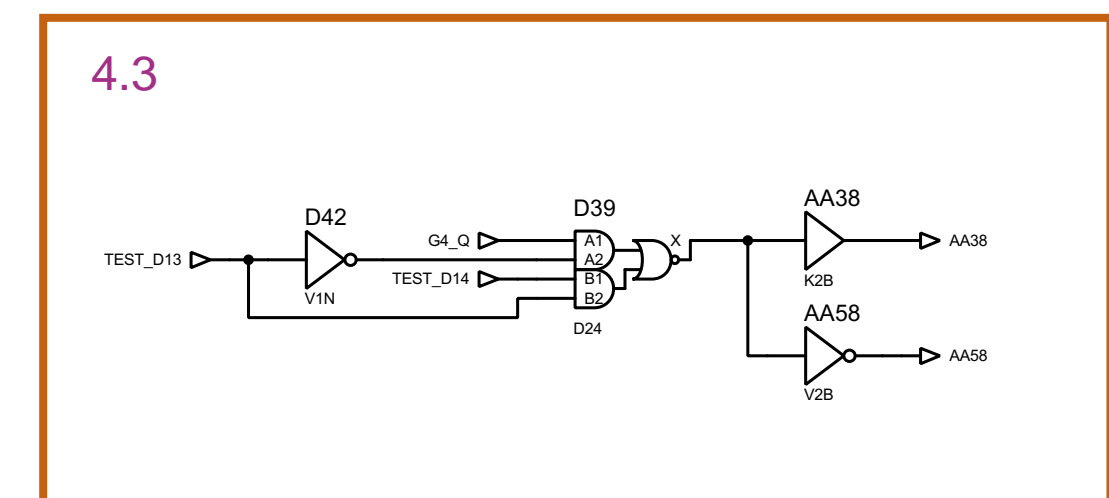 4.3
TEST_D13
D42
V1N
G4_Q
TEST_D14
D39
A1
A2
B1
B2
D24
X
AA38
K2B
AA38
AA58
V2B
AA58